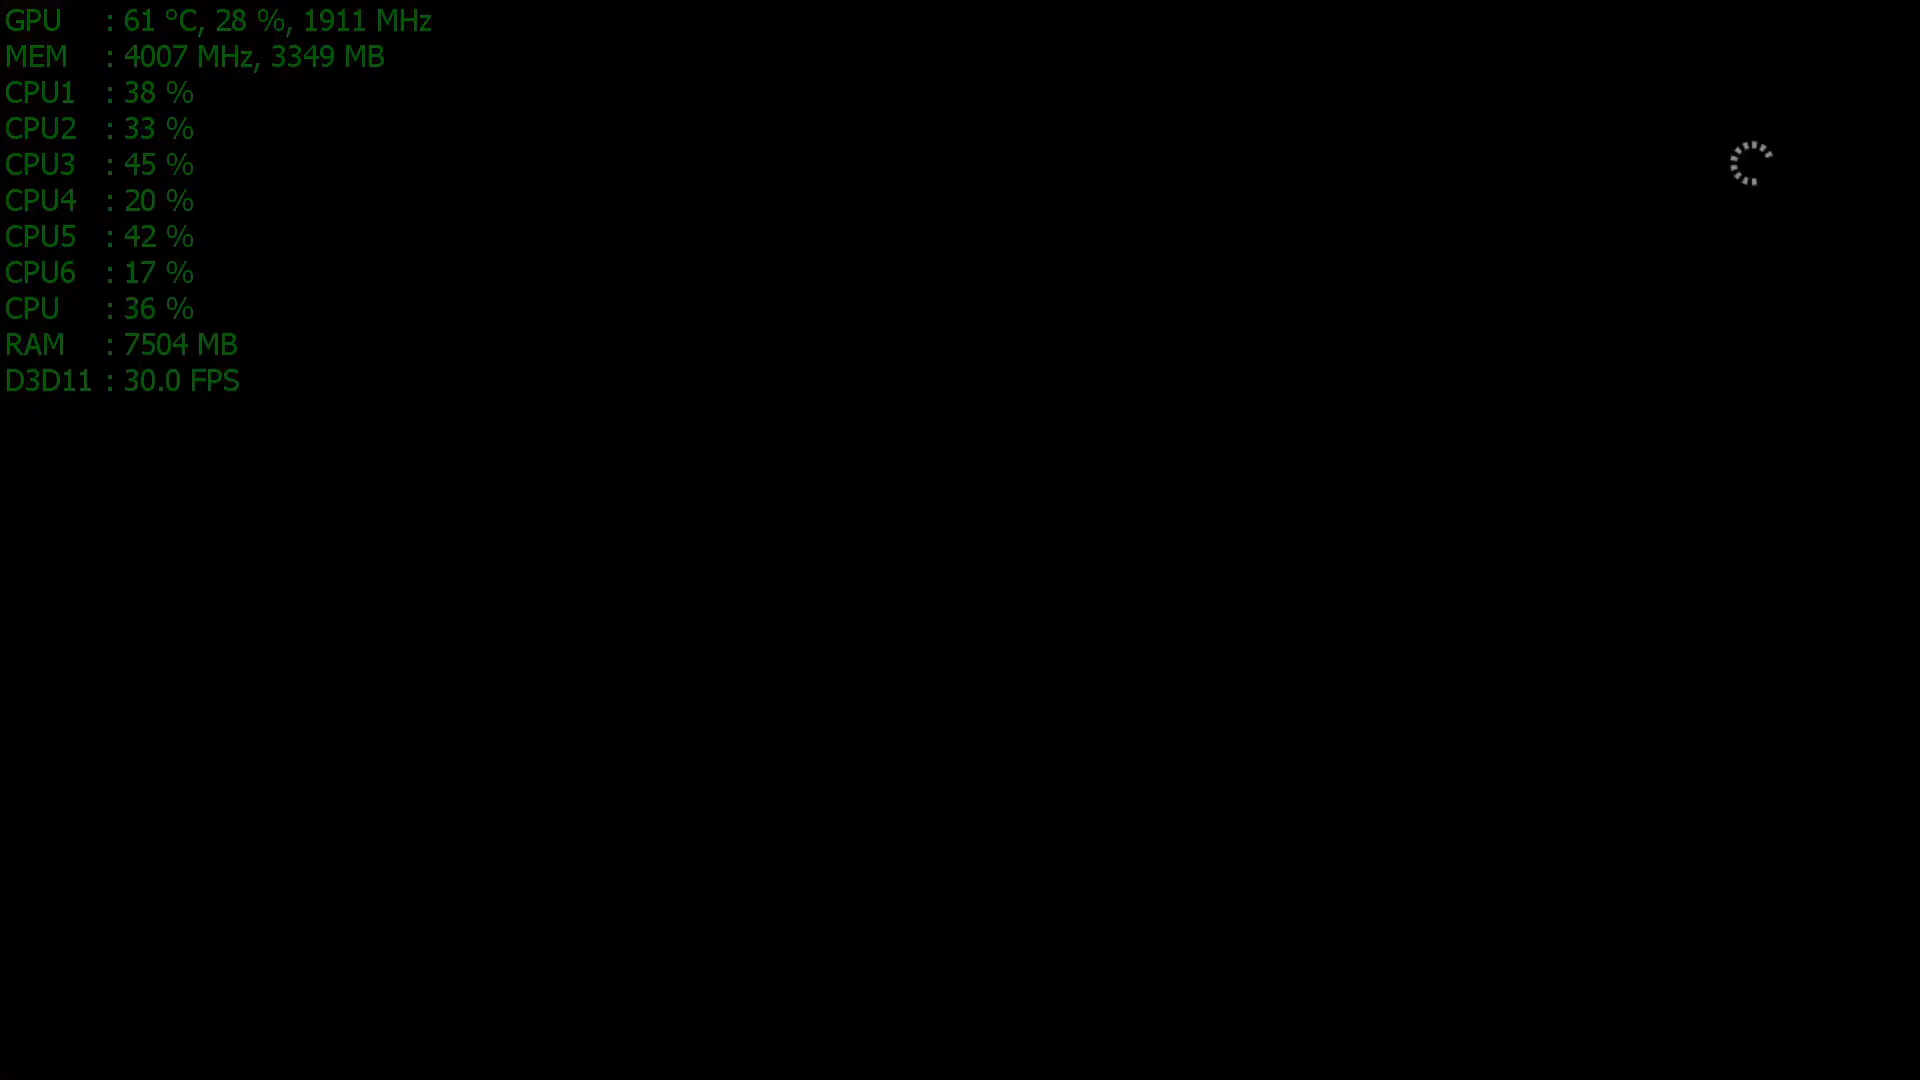 GPU : 61 °C, 28 %, 1911 MHz
MEM : 4007 MHz, 3349 MB
CPU1 : 38 %
CPU2 : 33 %
CPU3 : 45 %
CPU4 : 20 %
CPU5 : 42 %
CPU6 : 17 %
CPU : 36 %
RAM : 7504 MB
D3D11 : 30.0 FPS